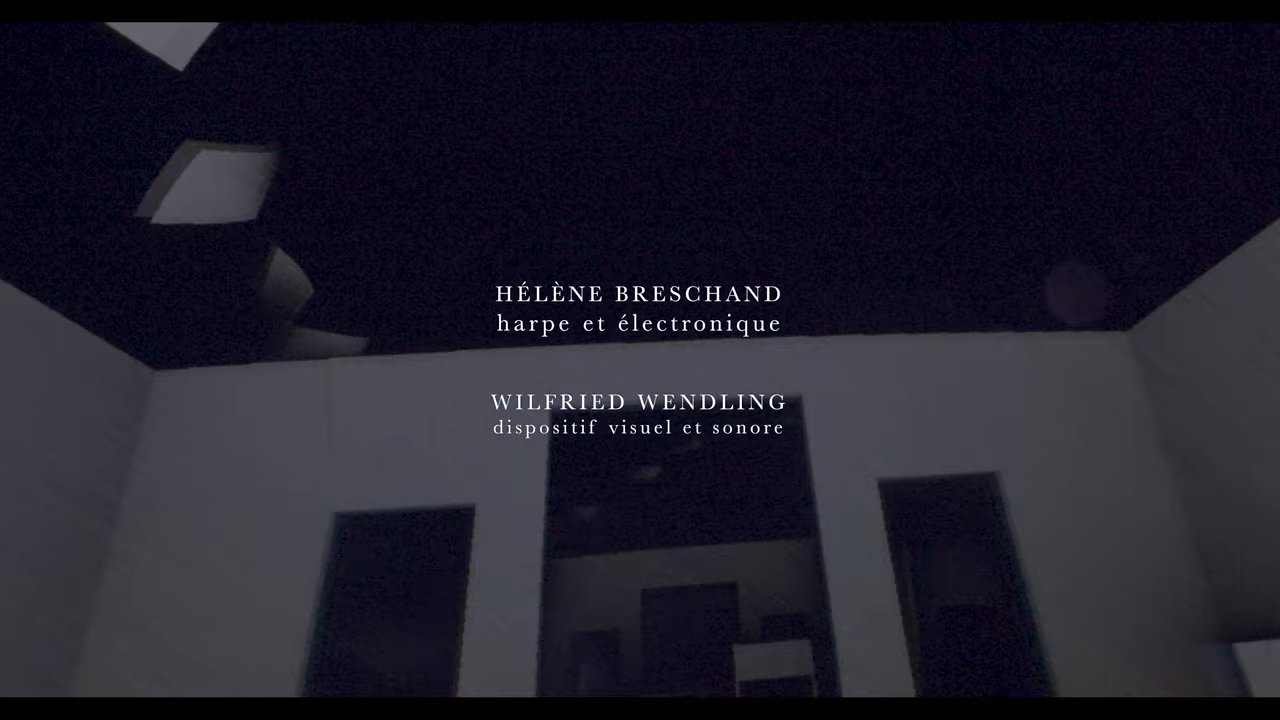 HÉLÈNE BRESCHAND
harpe et électronique
WILFRIED WENDLING
dispositif visuel et sonore